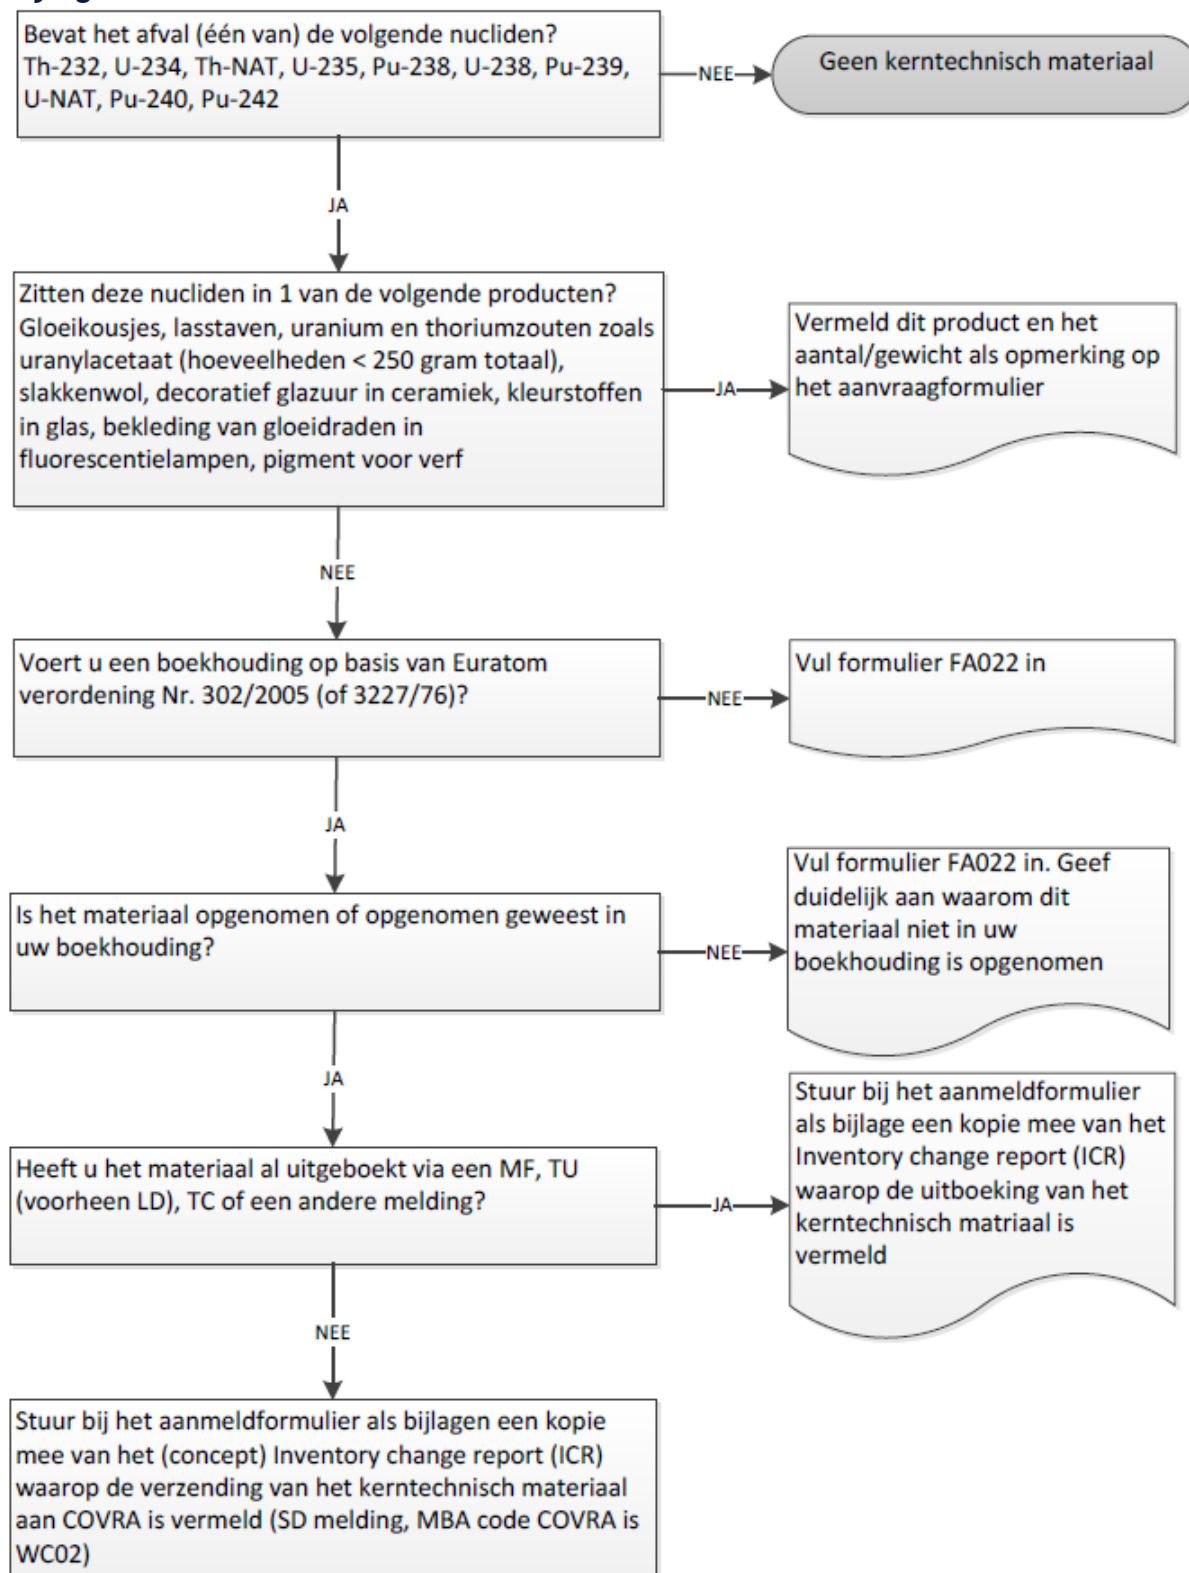 Bevat het afval (één van) de volgende nucliden?
Th-232, U-234, Th-NAT, U-235, Pu-238, U-238, Pu-239,
U-NAT, Pu-240, Pu-242
NEE
Geen kerntechnisch materiaal
JA
Zitten deze nucliden in 1 van de volgende producten?
Gloeikousjes, lasstaven, uranium en thoriumzouten zoals
uranylacetaat (hoeveelheden < 250 gram totaal),
slakkenwol, decoratief glazuur in ceramiek, kleurstoffen
in glas, bekleding van gloeidraden in
fluorescentielampen, pigment voor verf
JA
Vermeld dit product en het
aantal/gewicht als opmerking op
het aanvraagformulier
NEE
Voert u een boekhouding op basis van Euratom
verordening Nr. 302/2005 (of 3227/76)?
NEE
Vul formulier FA022 in
JA
Is het materiaal opgenomen of opgenomen geweest in
uw boekhouding?
NEE
Vul formulier FA022 in. Geef
duidelijk aan waarom dit
materiaal niet in uw
boekhouding is opgenomen
JA
Heeft u het materiaal al uitgeboekt via een MF, TU
(voorheen LD), TC of een andere melding?
JA
Stuur bij het aanmeldformulier
als bijlage een kopie mee van het
Inventory change report (ICR)
waarop de uitboeking van het
kerntechnisch matriaal is
vermeld
NEE
Stuur bij het aanmeldformulier als bijlagen een kopie
mee van het (concept) Inventory change report (ICR)
waarop de verzending van het kerntechnisch materiaal
aan COVRA is vermeld (SD melding, MBA code COVRA is
WC02)